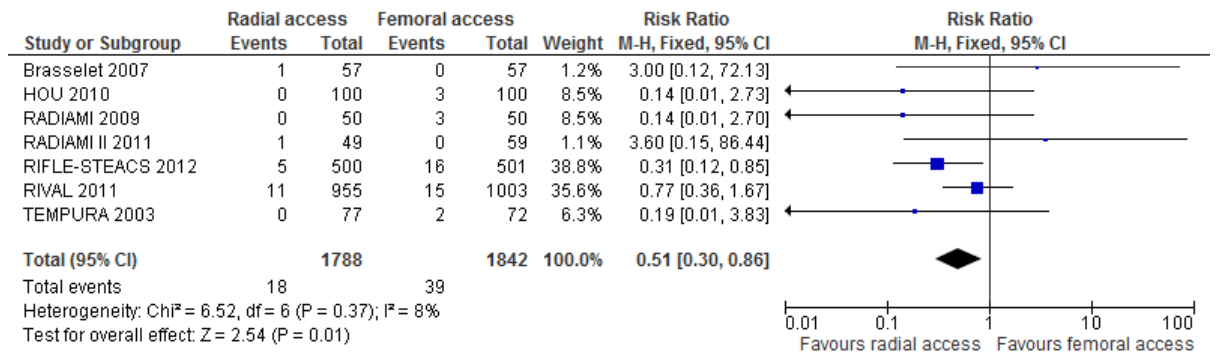 Radial access Femoral access Risk Ratio Risk Ratio
Study or Subgroup Events Total Events Total Weight M-H, Fixed, 95% CI M-H, Fixed, 95% CI
Brasselet 2007 1 57 0 57 1.2% 3.00 [0.12, 72.13]
HOU 2010 0 100 3 100 8.5% 0.14 [0.01, 2.73]
RADIAMI 2009 0 50 3 50 8.5% 0.14 [0.01, 2.70]
RADIAMI II 2011 1 49 0 59 1.1% 3.60 [0.15, 86.44]
RIFLE-STEACS 2012 5 500 16 501 38.8% 0.31 [0.12, 0.85]
RIVAL 2011 11 955 15 1003 35.6% 0.77 [0.36, 1.67]
TEMPURA 2003 0 77 2 72 6.3% 0.19 [0.01, 3.83]
Total (95% CI) 1788 1842 100.0% 0.51 [0.30, 0.86]
Total events 18 39
Heterogeneity: Chi² = 6.52, df = 6 (P = 0.37); I² = 8%
Test for overall effect: Z = 2.54 (P = 0.01)
0.01 0.1 1 10 100
Favours radial access Favours femoral access